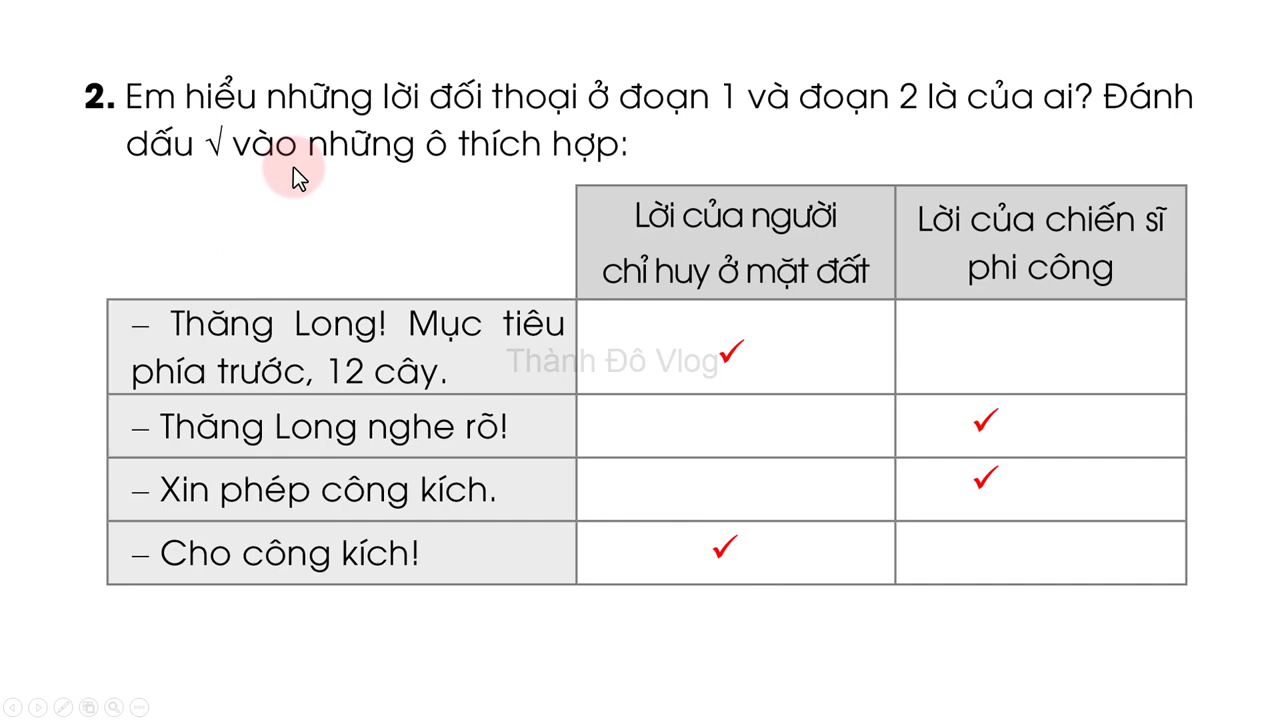 2. Em hiểu những lời đối thoại ở đoạn 1 và đoạn 2 là của ai? Đánh
dấu √ vào những ô thích hợp:
Lời của người
chỉ huy ở mặt đất
Lời của chiến sĩ
phi công
– Thăng Long! Mục tiêu
phía trước, 12 cây.
✓
Thành Đô Vlog
– Thăng Long nghe rõ!
✓
– Xin phép công kích.
✓
– Cho công kích!
✓